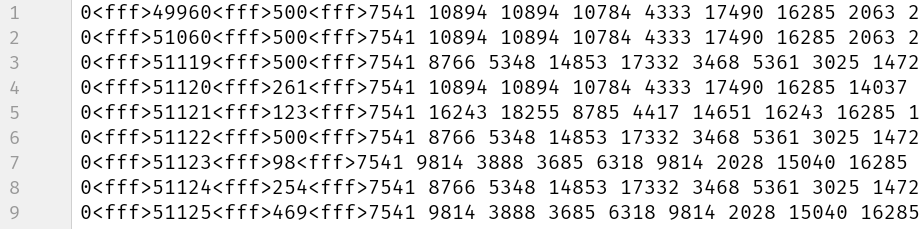 1 0<fff>49960<fff>500<fff>7541 10894 10894 10784 4333 17490 16285 2063 2
2 0<fff>51060<fff>500<fff>7541 10894 10894 10784 4333 17490 16285 2063 2
3 0<fff>51119<fff>500<fff>7541 8766 5348 14853 17332 3468 5361 3025 1472
4 0<fff>51120<fff>261<fff>7541 10894 10894 10784 4333 17490 16285 14037
5 0<fff>51121<fff>123<fff>7541 16243 18255 8785 4417 14651 16243 16285 1
6 0<fff>51122<fff>500<fff>7541 8766 5348 14853 17332 3468 5361 3025 1472
7 0<fff>51123<fff>98<fff>7541 9814 3888 3685 6318 9814 2028 15040 16285
8 0<fff>51124<fff>254<fff>7541 8766 5348 14853 17332 3468 5361 3025 1472
9 0<fff>51125<fff>469<fff>7541 9814 3888 3685 6318 9814 2028 15040 16285